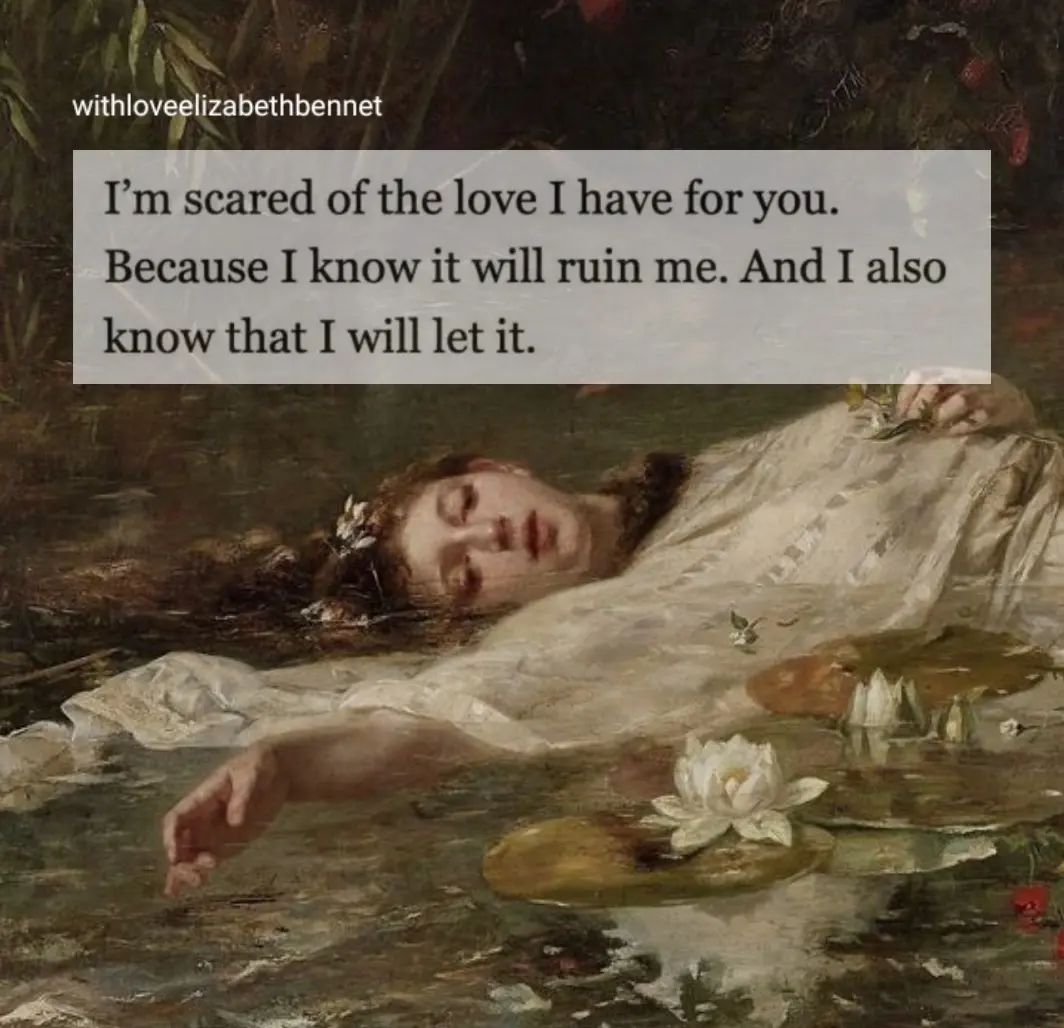 withloveelizabethbennet
I’m scared of the love I have for you.
Because I know it will ruin me. And I also
know that I will let it.